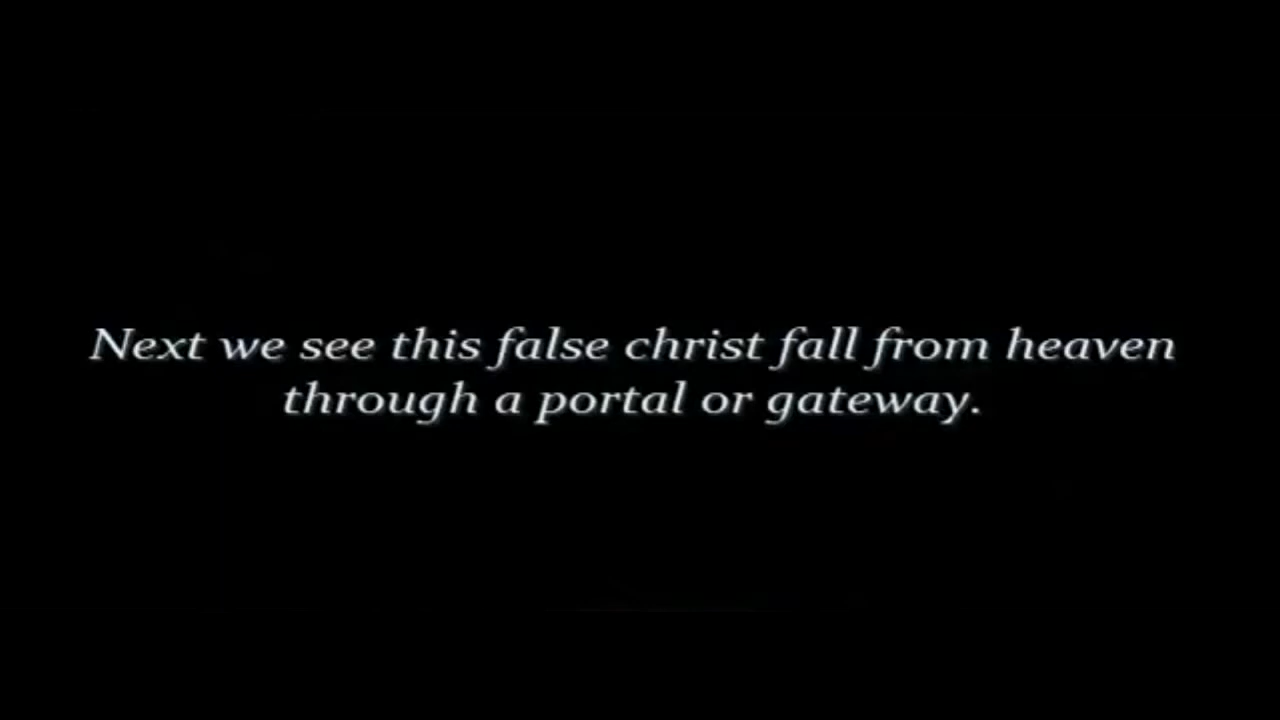 Next we see this false christ fall from heaven
through a portal or gateway.